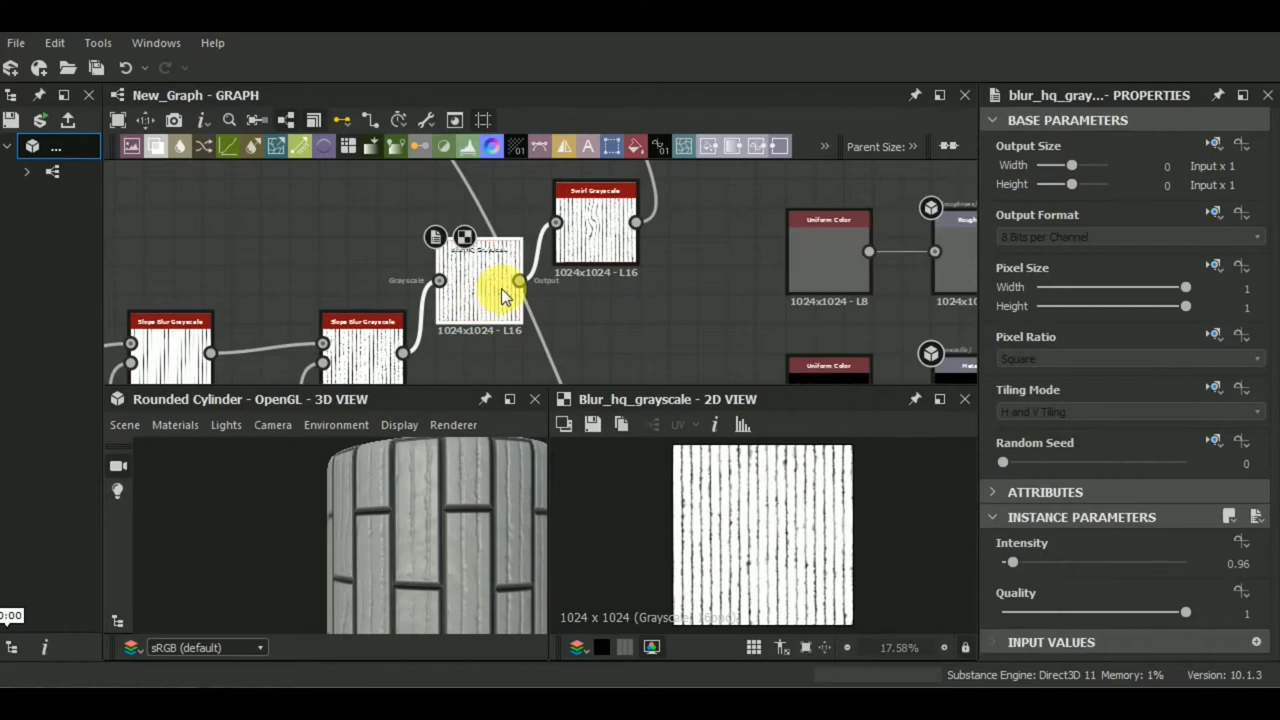 File Edit Tools Windows Help
New_Graph - GRAPH
blur_hq_gray...- PROPERTIES
...
Parent Size:
BASE PARAMETERS
Output Size
Width 0 Input x 1
Height 0 Input x 1
Output Format
8 Bits per Channel
Pixel Size
Width 1
Height 1
Pixel Ratio
Square
Tiling Mode
H and V Tiling
Random Seed
0
ATTRIBUTES
INSTANCE PARAMETERS
Intensity
0.96
Quality
1
INPUT VALUES
Swirl Grayscale
1024x1024 - L16
Grayscale
Output
1024x1024 - L16
Slope Blur Grayscale
Slope Blur Grayscale
Uniform Color
1024x1024 - L8
Uniform Color
Rounded Cylinder - OpenGL - 3D VIEW
Scene Materials Lights Camera Environment Display Renderer
Blur_hq_grayscale - 2D VIEW
UV
0:00
sRGB (default)
17.58%
Substance Engine: Direct3D 11 Memory: 1% Version: 10.1.3